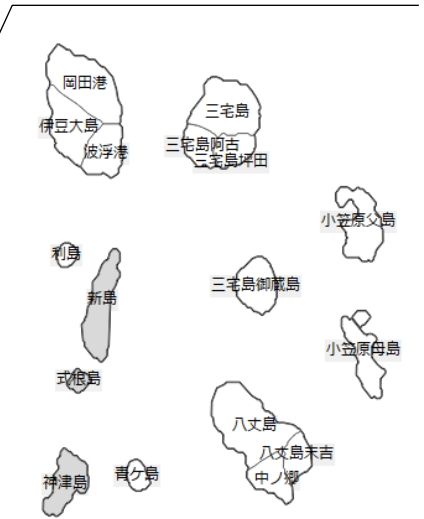 岡田港
伊豆大島
波浮港
三宅島
三宅島阿古
三宅島坪田
小笠原父島
利島
新島
三宅島御蔵島
小笠原母島
式根島
八丈島
八丈島末吉
中ノ郷
神津島
青ケ島